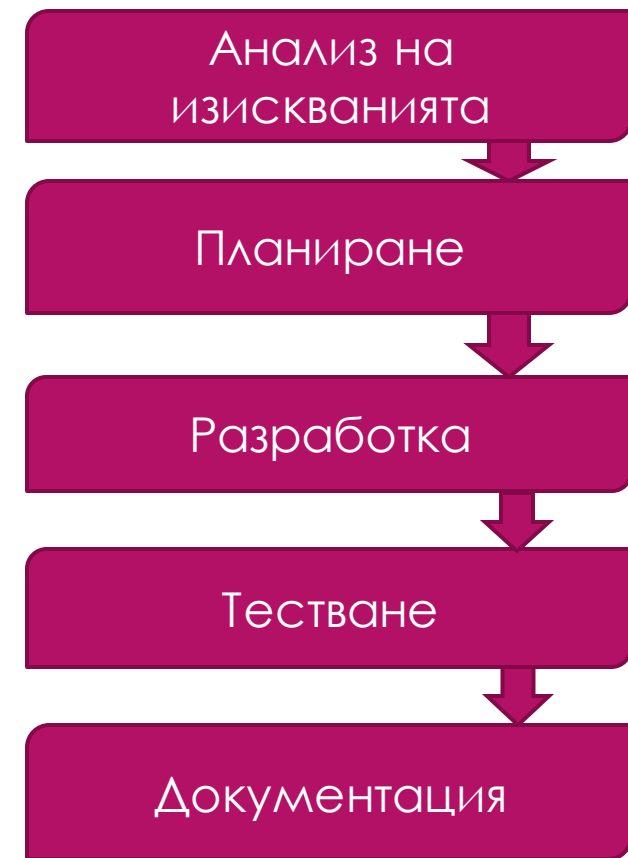 Анализ на
изискванията
Планиране
Разработка
Тестване
Документация